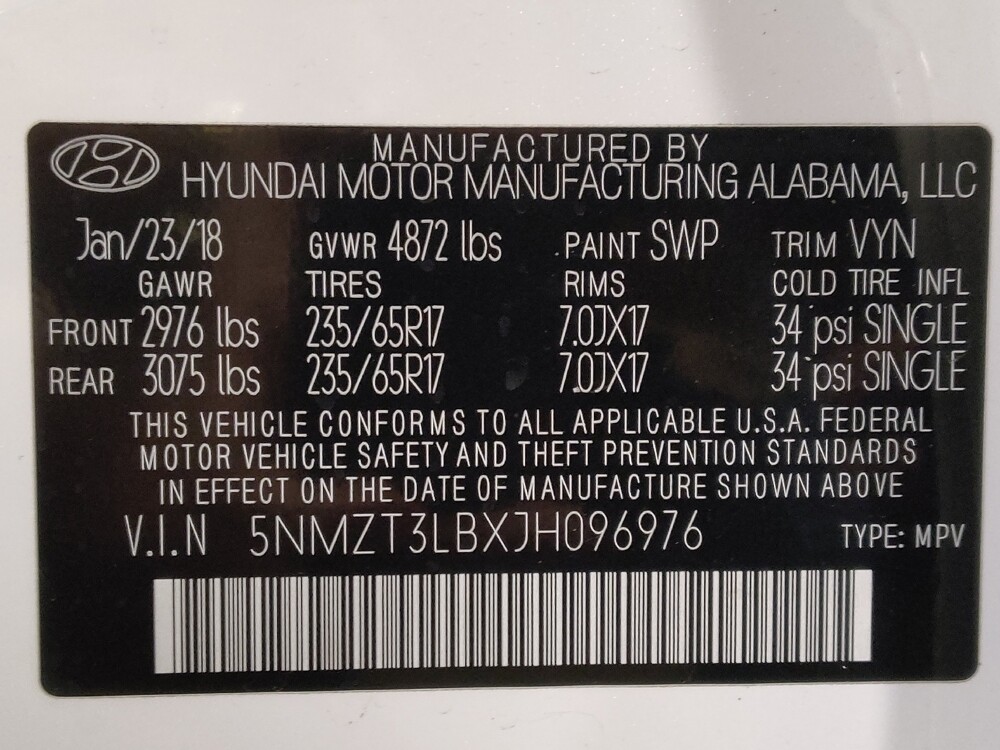 MANUFACTURED BY
HYUNDAI MOTOR MANUFACTURING ALABAMA, LLC
Jan/23/18 GVWR 4872 lbs PAINT SWP TRIM VYN
GAWR TIRES RIMS COLD TIRE INFL
FRONT 2976 lbs 235/65R17 7.0JX17 34 psi SINGLE
REAR 3075 lbs 235/65R17 7.0JX17 34 psi SINGLE
THIS VEHICLE CONFORMS TO ALL APPLICABLE U.S.A. FEDERAL
MOTOR VEHICLE SAFETY AND THEFT PREVENTION STANDARDS
IN EFFECT ON THE DATE OF MANUFACTURE SHOWN ABOVE
V.I.N 5NMZT3LBXJH096976 TYPE: MPV